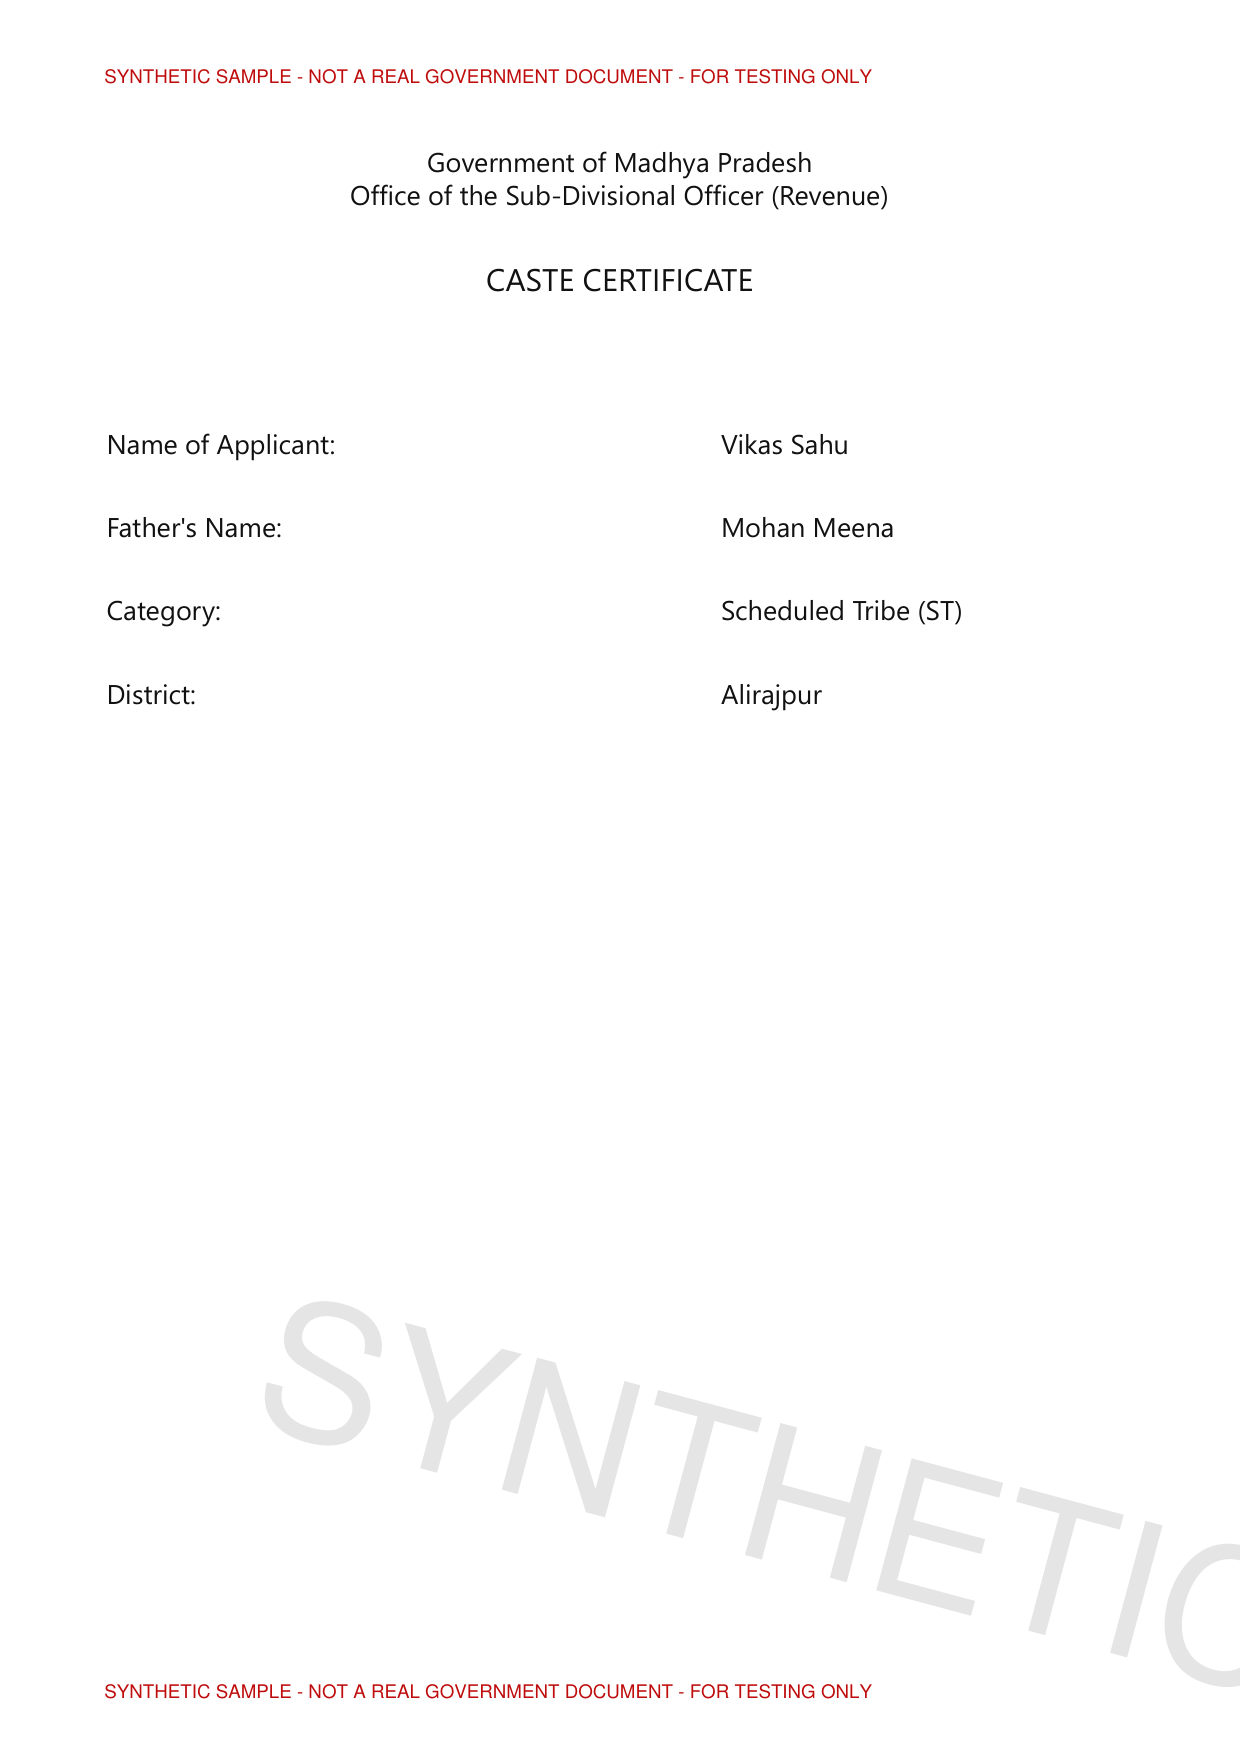 SYNTHETIC SAMPLE - NOT A REAL GOVERNMENT DOCUMENT - FOR TESTING ONLY
Government of Madhya Pradesh
Office of the Sub-Divisional Officer (Revenue)
CASTE CERTIFICATE
Name of Applicant: Vikas Sahu
Father's Name: Mohan Meena
Category: Scheduled Tribe (ST)
District: Alirajpur
SYNTHETIC
SYNTHETIC SAMPLE - NOT A REAL GOVERNMENT DOCUMENT - FOR TESTING ONLY